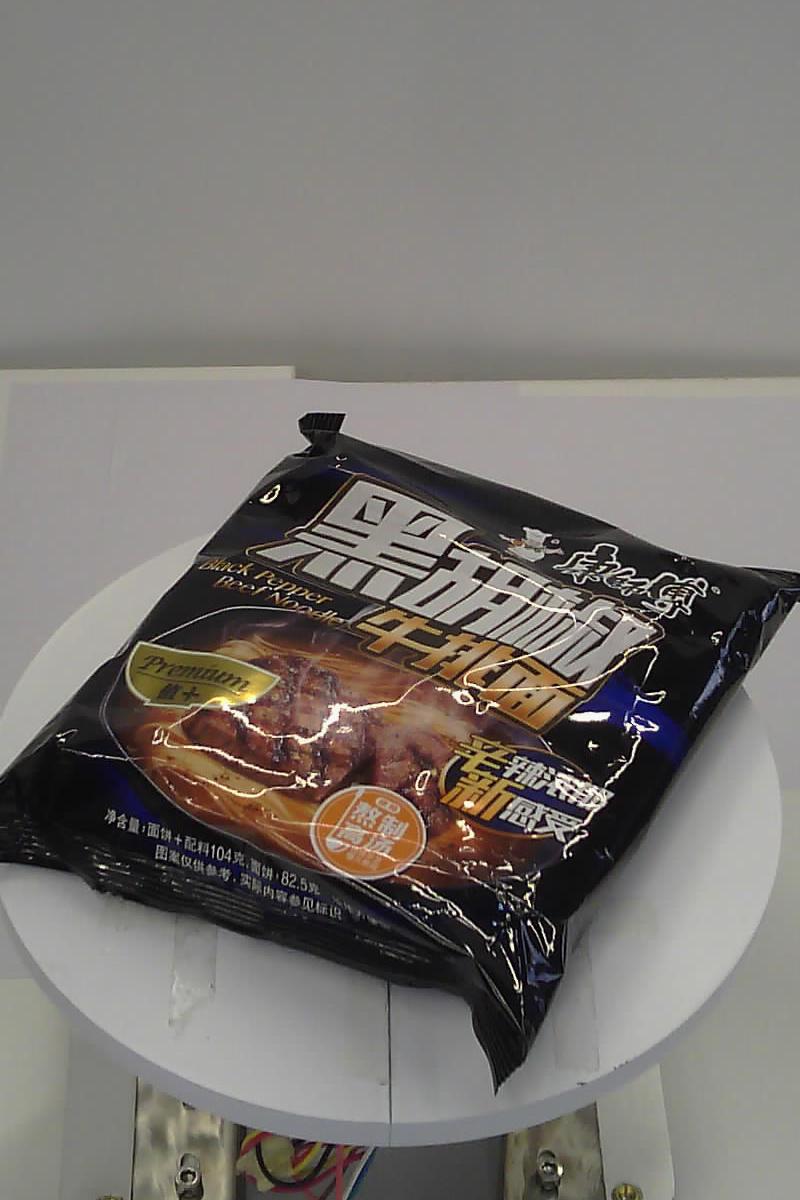 康师傅
黑胡椒
牛排面
Black Pepper
Beef Noodle
Premium
辛辣浓郁
新感受
熬制
高汤
净含量:面饼+配料104克,面饼:82.5克
图案仅供参考,实际内容参见标识